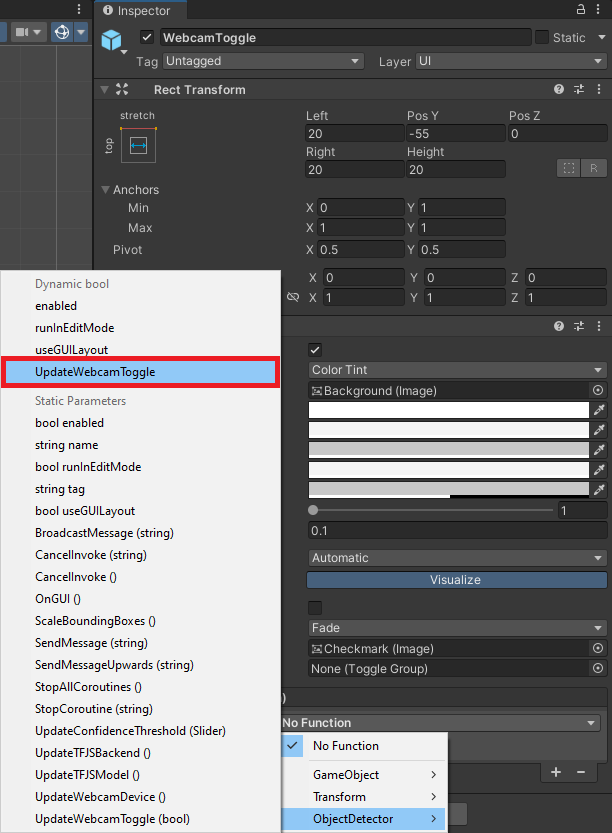 Inspector
WebcamToggle
Static
Tag Untagged Layer UI
Rect Transform
stretch
top
Left Pos Y Pos Z
20 -55 0
Right Height
20 20
R
Anchors
Min X 0 Y 1
Max X 1 Y 1
Pivot X 0.5 Y 0.5
X 0 Y 0 Z 0
X 1 Y 1 Z 1
Color Tint
Background (Image)
1
0.1
Automatic
Visualize
Fade
Checkmark (Image)
None (Toggle Group)
)
No Function
Dynamic bool
enabled
runInEditMode
useGUILayout
UpdateWebcamToggle
Static Parameters
bool enabled
string name
bool runInEditMode
string tag
bool useGUILayout
BroadcastMessage (string)
CancelInvoke (string)
CancelInvoke ()
OnGUI ()
ScaleBoundingBoxes ()
SendMessage (string)
SendMessageUpwards (string)
StopAllCoroutines ()
StopCoroutine (string)
UpdateConfidenceThreshold (Slider)
UpdateTFJSBackend ()
UpdateTFJSModel ()
UpdateWebcamDevice ()
UpdateWebcamToggle (bool)
No Function
GameObject
Transform
ObjectDetector